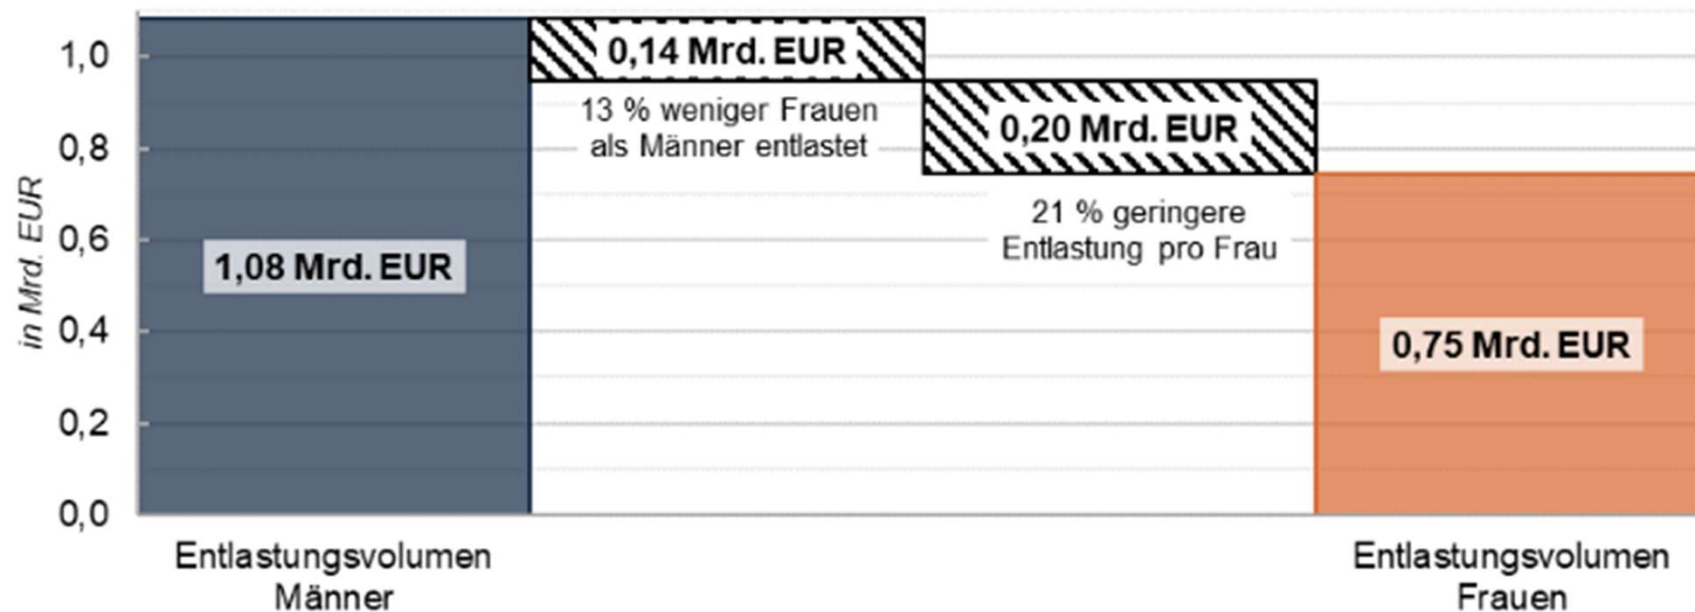 in Mrd. EUR
1,0
0,8
0,6
0,4
0,2
0,0
1,08 Mrd. EUR
0,14 Mrd. EUR
13 % weniger Frauen
als Männer entlastet
0,20 Mrd. EUR
21 % geringere
Entlastung pro Frau
0,75 Mrd. EUR
Entlastungsvolumen
Männer
Entlastungsvolumen
Frauen